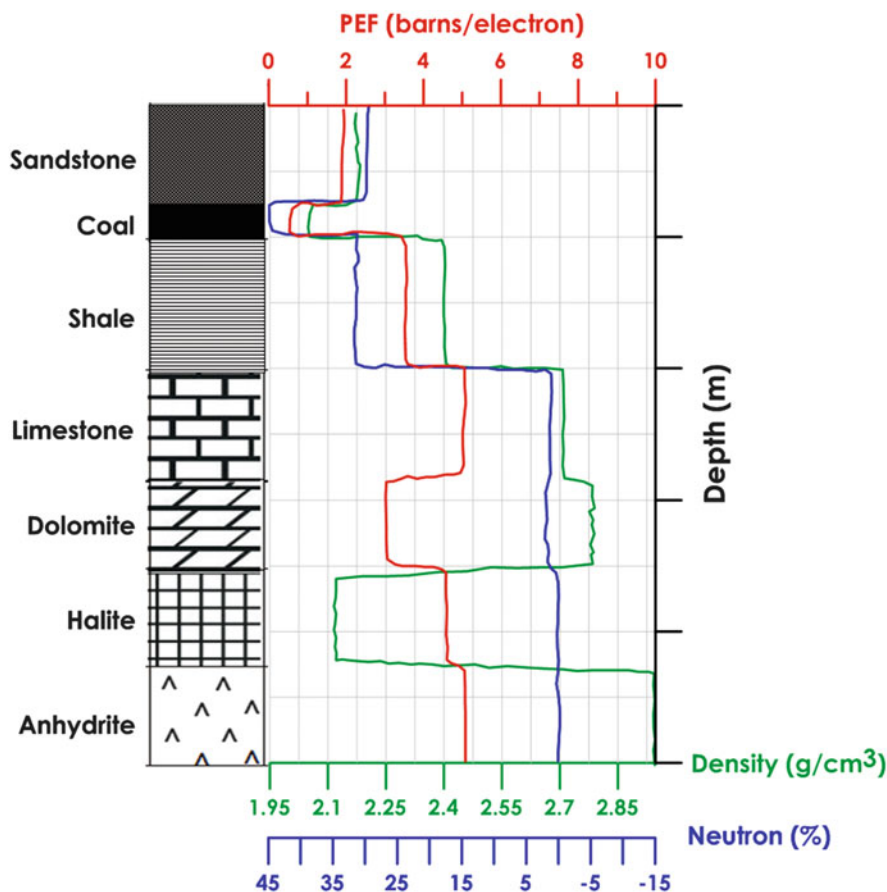 PEF (barns/electron)
0 2 4 6 8 10
Sandstone
Coal
Shale
Limestone
Dolomite
Halite
Anhydrite
Depth (m)
Density (g/cm3)
1.95 2.1 2.25 2.4 2.55 2.7 2.85
Neutron (%)
45 35 25 15 5 -5 -15